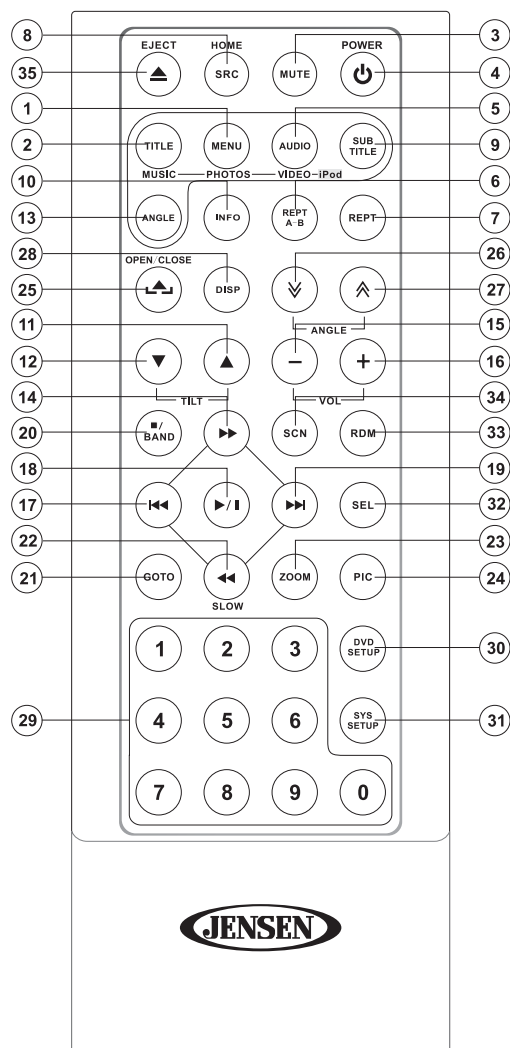 8 EJECT HOME POWER 3
35 SRC MUTE 4
1 5
2 TITLE MENU AUDIO SUB TITLE 9
10 MUSIC PHOTOS VIDEO iPod 6
13 ANGLE INFO REPT A-B REPT 7
28 26
25 OPEN/CLOSE DISP 27
11 ANGLE 15
12 − + 16
14 TILT VOL 34
20 ■/BAND SCN RDM 33
18 19
17 SEL 32
22 23
21 GOTO ZOOM PIC 24
SLOW
1 2 3 DVD SETUP 30
29 4 5 6 SYS SETUP 31
7 8 9 0
JENSEN